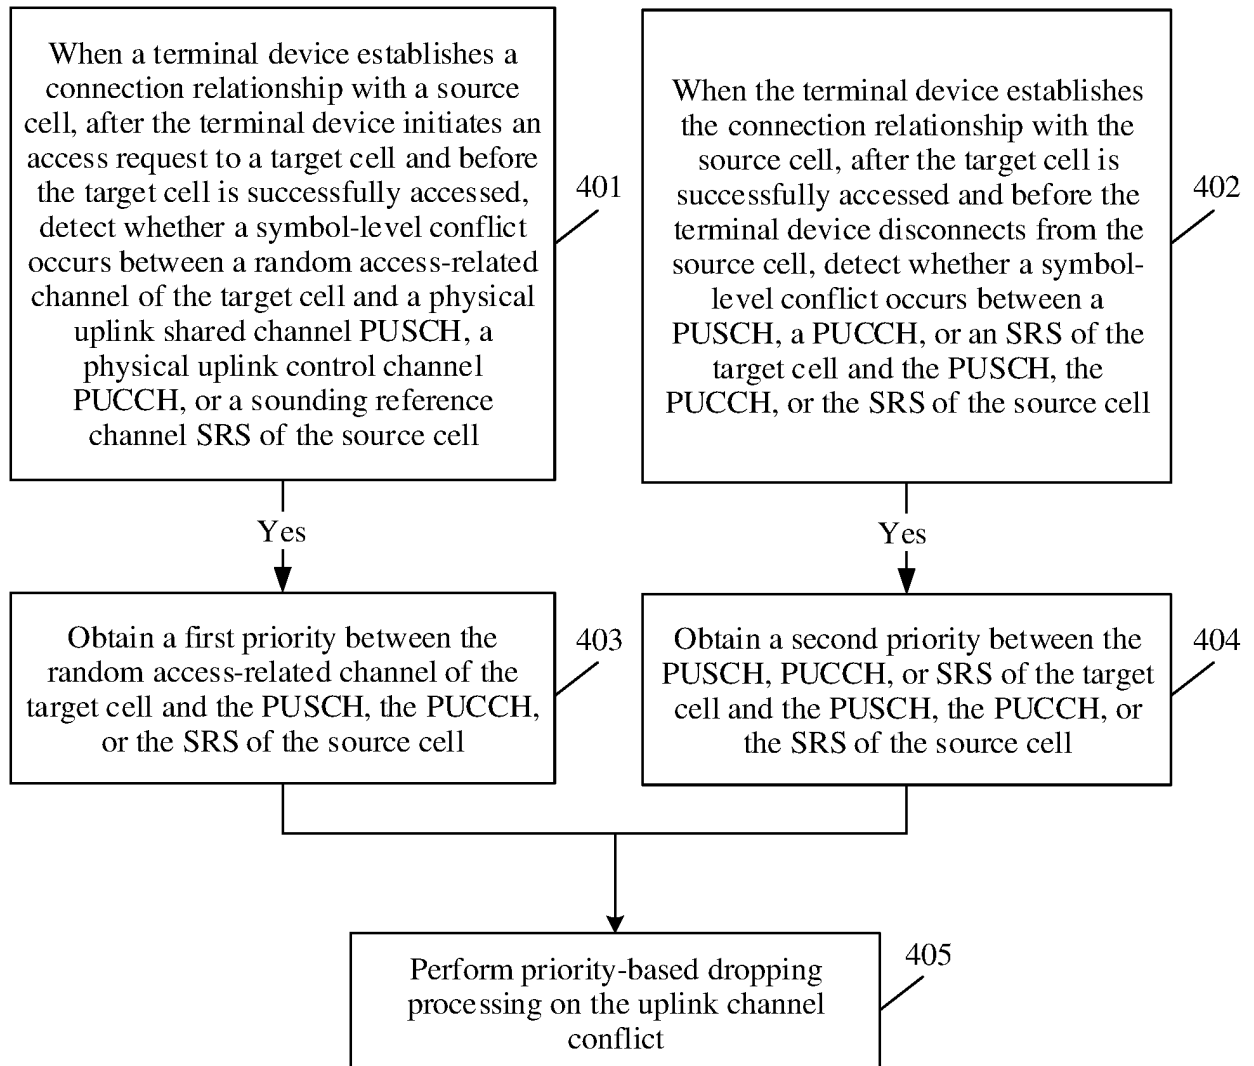 When a terminal device establishes a
connection relationship with a source
cell, after the terminal device initiates an
access request to a target cell and before
the target cell is successfully accessed,
detect whether a symbol-level conflict
occurs between a random access-related
channel of the target cell and a physical
uplink shared channel PUSCH, a
physical uplink control channel
PUCCH, or a sounding reference
channel SRS of the source cell
401
When the terminal device establishes
the connection relationship with the
source cell, after the target cell is
successfully accessed and before the
terminal device disconnects from the
source cell, detect whether a symbol-
level conflict occurs between a
PUSCH, a PUCCH, or an SRS of the
target cell and the PUSCH, the
PUCCH, or the SRS of the source cell
402
Yes
Yes
Obtain a first priority between the
random access-related channel of the
target cell and the PUSCH, the PUCCH,
or the SRS of the source cell
403
Obtain a second priority between the
PUSCH, PUCCH, or SRS of the target
cell and the PUSCH, the PUCCH, or
the SRS of the source cell
404
Perform priority-based dropping
processing on the uplink channel
conflict
405